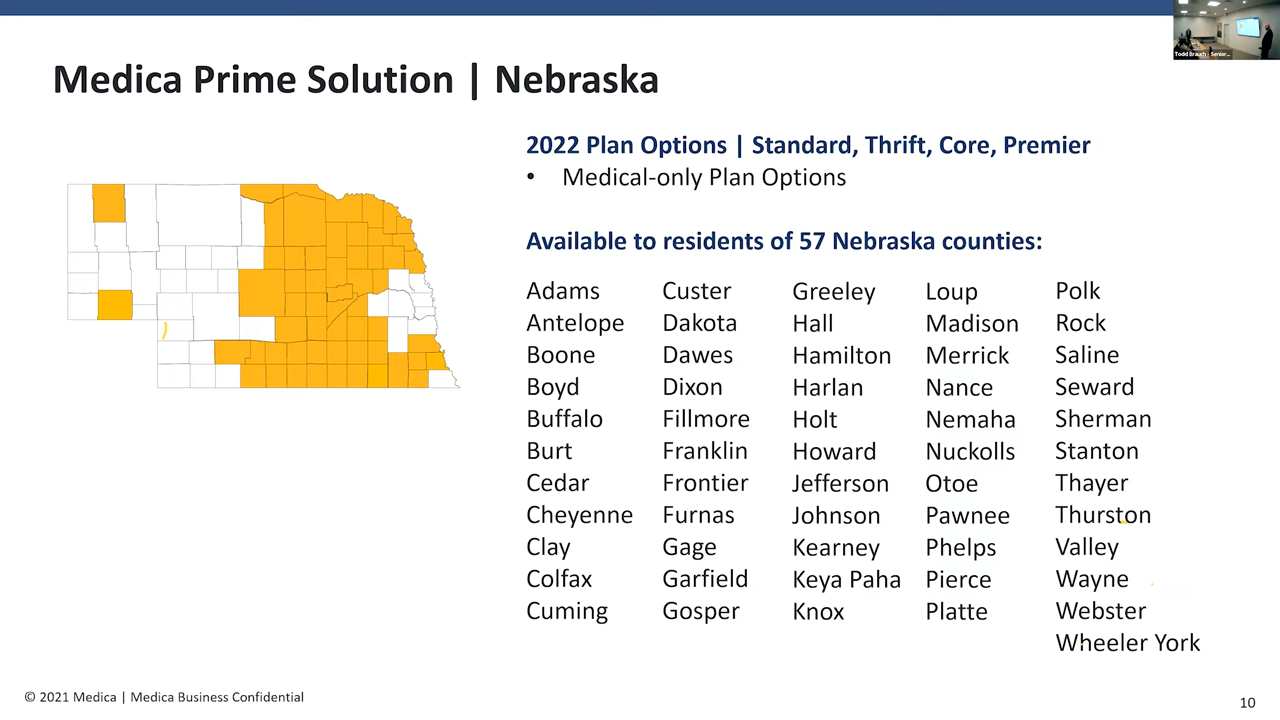 Todd Brauch - Senior...
Medica Prime Solution | Nebraska
2022 Plan Options | Standard, Thrift, Core, Premier
• Medical-only Plan Options
Available to residents of 57 Nebraska counties:
Adams
Antelope
Boone
Boyd
Buffalo
Burt
Cedar
Cheyenne
Clay
Colfax
Cuming
Custer
Dakota
Dawes
Dixon
Fillmore
Franklin
Frontier
Furnas
Gage
Garfield
Gosper
Greeley
Hall
Hamilton
Harlan
Holt
Howard
Jefferson
Johnson
Kearney
Keya Paha
Knox
Loup
Madison
Merrick
Nance
Nemaha
Nuckolls
Otoe
Pawnee
Phelps
Pierce
Platte
Polk
Rock
Saline
Seward
Sherman
Stanton
Thayer
Thurston
Valley
Wayne
Webster
Wheeler York
© 2021 Medica | Medica Business Confidential
10